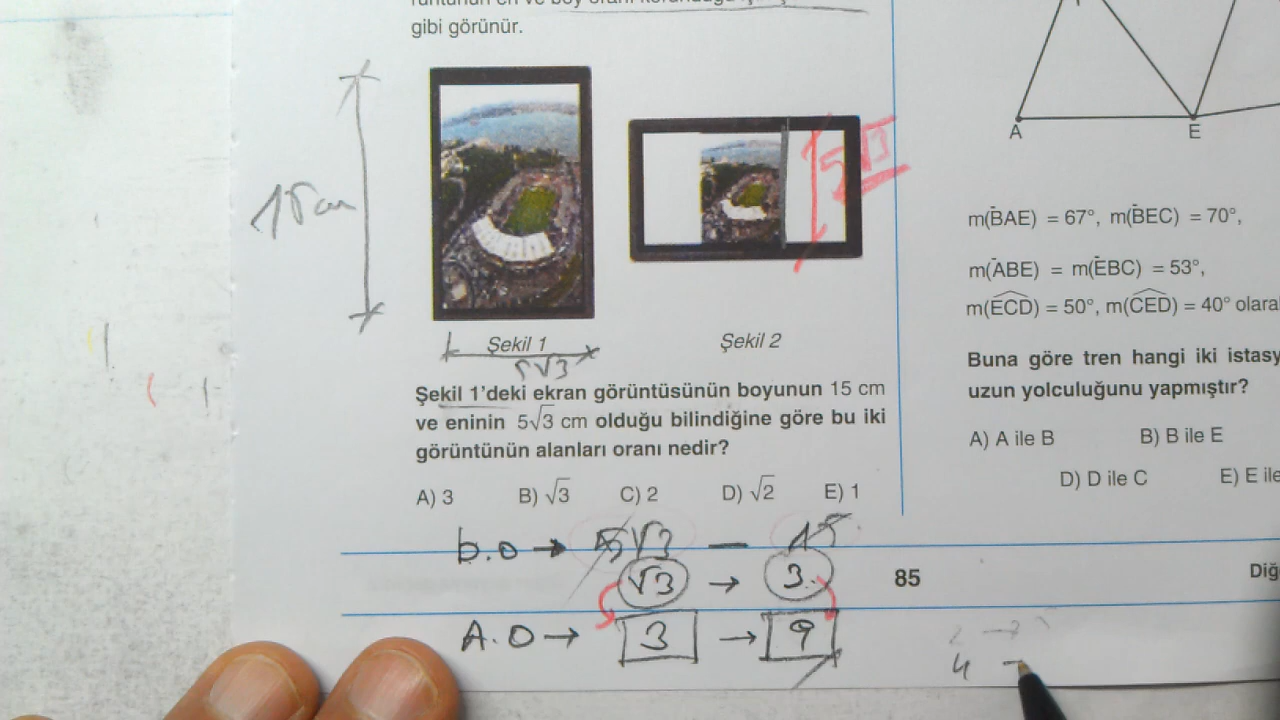 gibi görünür.
15 cm
5√3
Şekil 1
Şekil 2
5√3
Şekil 1'deki ekran görüntüsünün boyunun 15 cm
ve eninin 5√3 cm olduğu bilindiğine göre bu iki
görüntünün alanları oranı nedir?
A) 3 B) √3 C) 2 D) √2 E) 1
b.o → 5√3 — 15
√3 → 3
A.O → 3 → 9
85
A E
m(BAE) = 67°, m(BEC) = 70°,
m(ABE) = m(EBC) = 53°,
m(ECD) = 50°, m(CED) = 40° olara
Buna göre tren hangi iki istasy
uzun yolculuğunu yapmıştır?
A) A ile B B) B ile E
D) D ile C E) E ile
Diğ
4